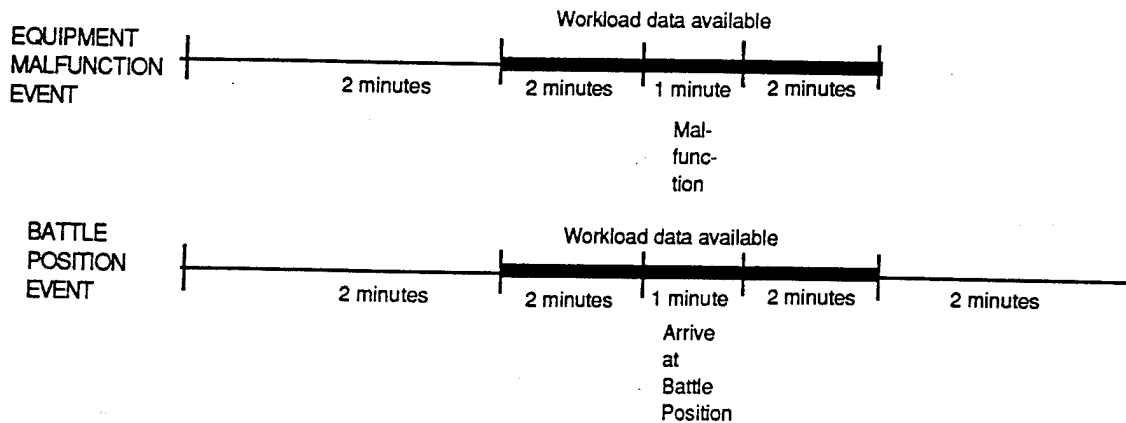 Workload data available
EQUIPMENT
MALFUNCTION
EVENT
2 minutes 2 minutes 1 minute 2 minutes
Mal-
func-
tion
Workload data available
BATTLE
POSITION
EVENT
2 minutes 2 minutes 1 minute 2 minutes 2 minutes
Arrive
at
Battle
Position